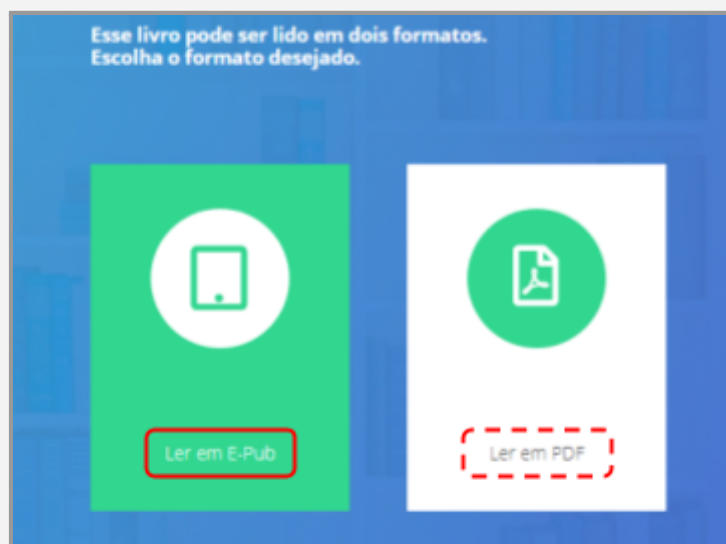 Esse livro pode ser lido em dois formatos.
Escolha o formato desejado.
Ler em E-Pub
Ler em PDF